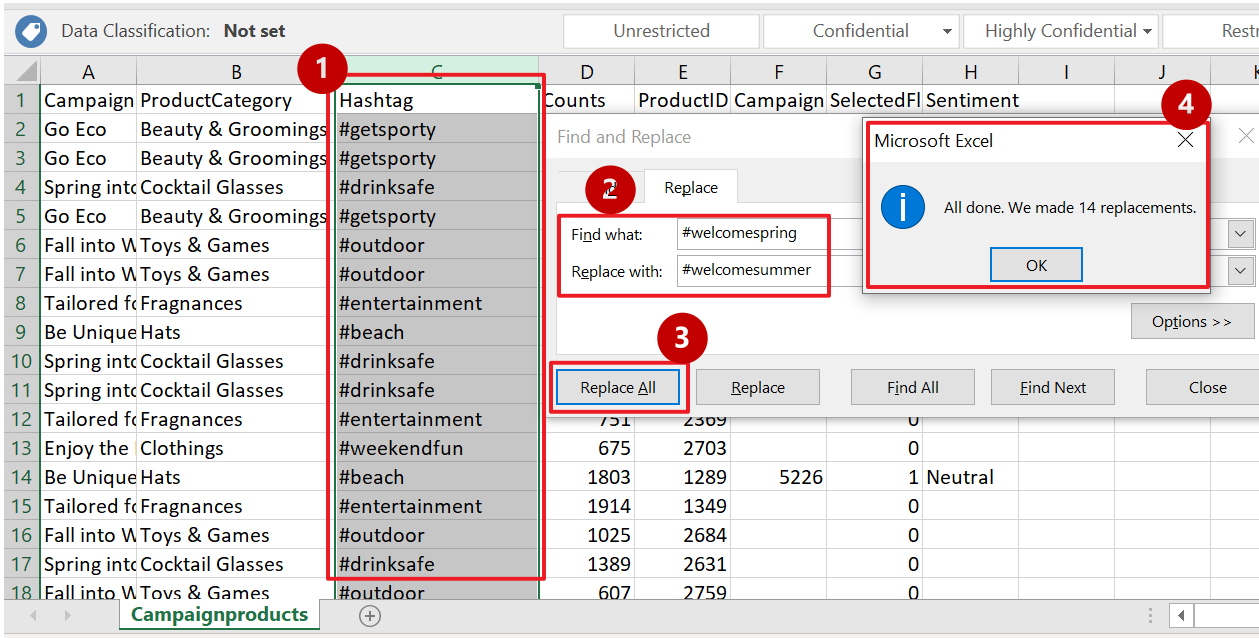 Data Classification: Not set Unrestricted Confidential Highly Confidential
1 4
A B C D E F G H I J
1 Campaign ProductCategory Hashtag Counts ProductID Campaign SelectedFl Sentiment
2 Go Eco Beauty & Groomings #getsporty
3 Go Eco Beauty & Groomings #getsporty
4 Spring into Cocktail Glasses #drinksafe
5 Go Eco Beauty & Groomings #getsporty
6 Fall into W Toys & Games #outdoor
7 Fall into W Toys & Games #outdoor
8 Tailored fo Fragnances #entertainment
9 Be Unique Hats #beach
10 Spring into Cocktail Glasses #drinksafe
11 Spring into Cocktail Glasses #drinksafe
12 Tailored fo Fragnances #entertainment 751 2369 0
13 Enjoy the Clothings #weekendfun 675 2703 0
14 Be Unique Hats #beach 1803 1289 5226 1 Neutral
15 Tailored fo Fragnances #entertainment 1914 1349 0
16 Fall into W Toys & Games #outdoor 1025 2684 0
17 Spring into Cocktail Glasses #drinksafe 1389 2631 0
18 Fall into W Toys & Games #outdoor 607 2759 0
Find and Replace
2 Replace
Find what: #welcomespring
Replace with: #welcomesummer
Options >>
3
Replace All Replace Find All Find Next Close
Microsoft Excel
All done. We made 14 replacements.
OK
Campaignproducts